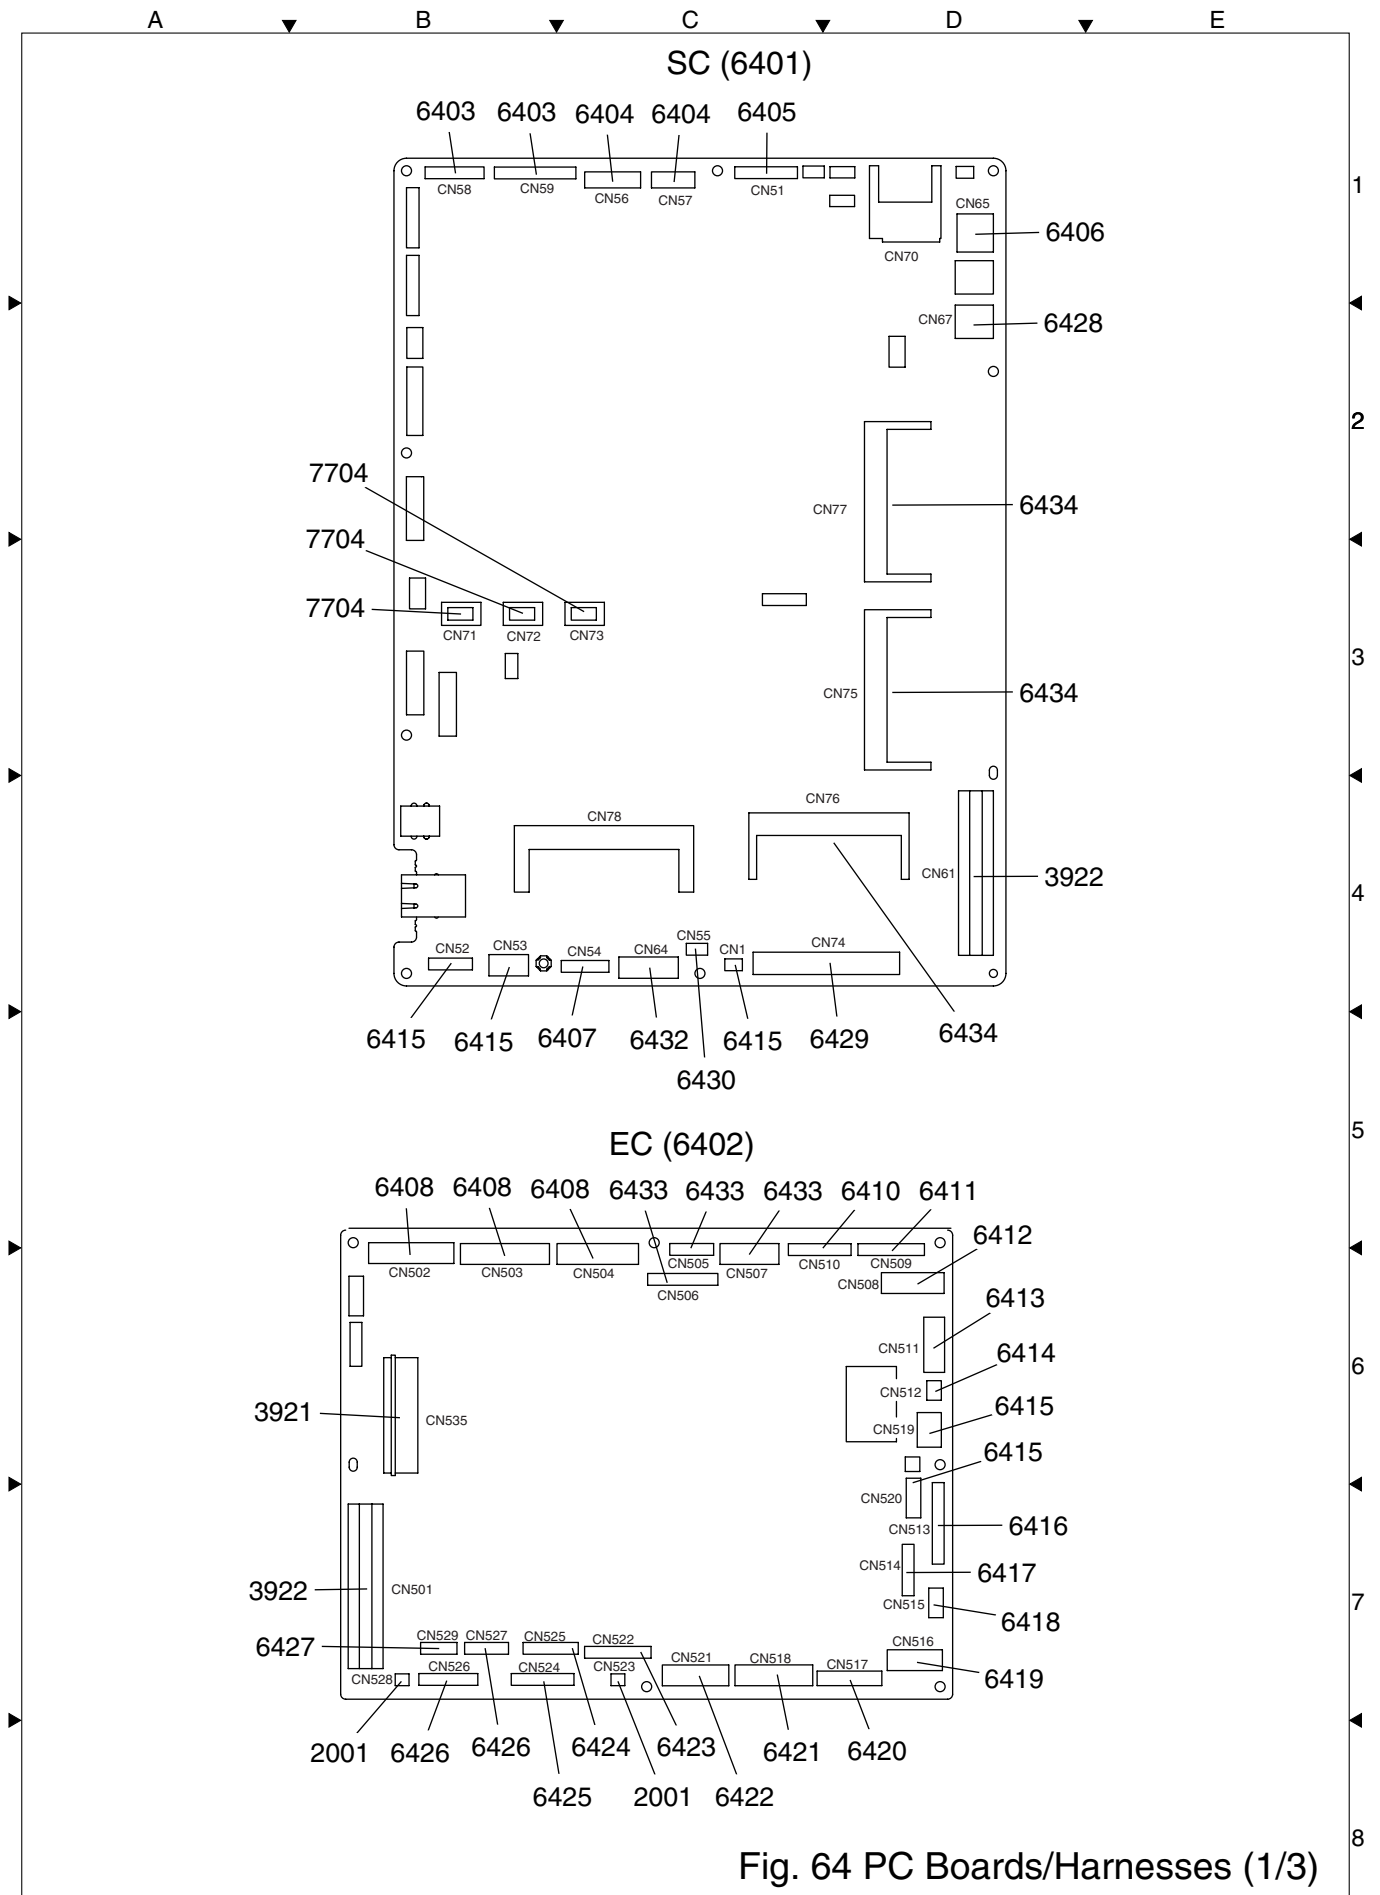 A B C D E
SC (6401)
6403 6403 6404 6404 6405
CN58 CN59 CN56 CN57 CN51 CN65
1
6406
CN70
CN67 6428
2
7704
CN77 6434
7704
7704
CN71 CN72 CN73
3
CN75 6434
CN78 CN76
CN61 3922
4
CN52 CN53 CN54 CN64 CN55 CN1 CN74
6415 6415 6407 6432 6415 6429 6434
6430
5
EC (6402)
6408 6408 6408 6433 6433 6433 6410 6411
6412
CN502 CN503 CN504 CN505 CN507 CN510 CN509
CN506 CN508
6413
CN511
6
6414
CN512
3921 CN535 CN519 6415
6415
CN520
CN513 6416
CN514 6417
3922 CN501 CN515 6418
7
CN529 CN527 CN525 CN522 CN516
6427
CN528 CN526 CN524 CN523 CN521 CN518 CN517 6419
2001 6426 6426 6424 6423 6421 6420
6425 2001 6422
8
Fig. 64 PC Boards/Harnesses (1/3)